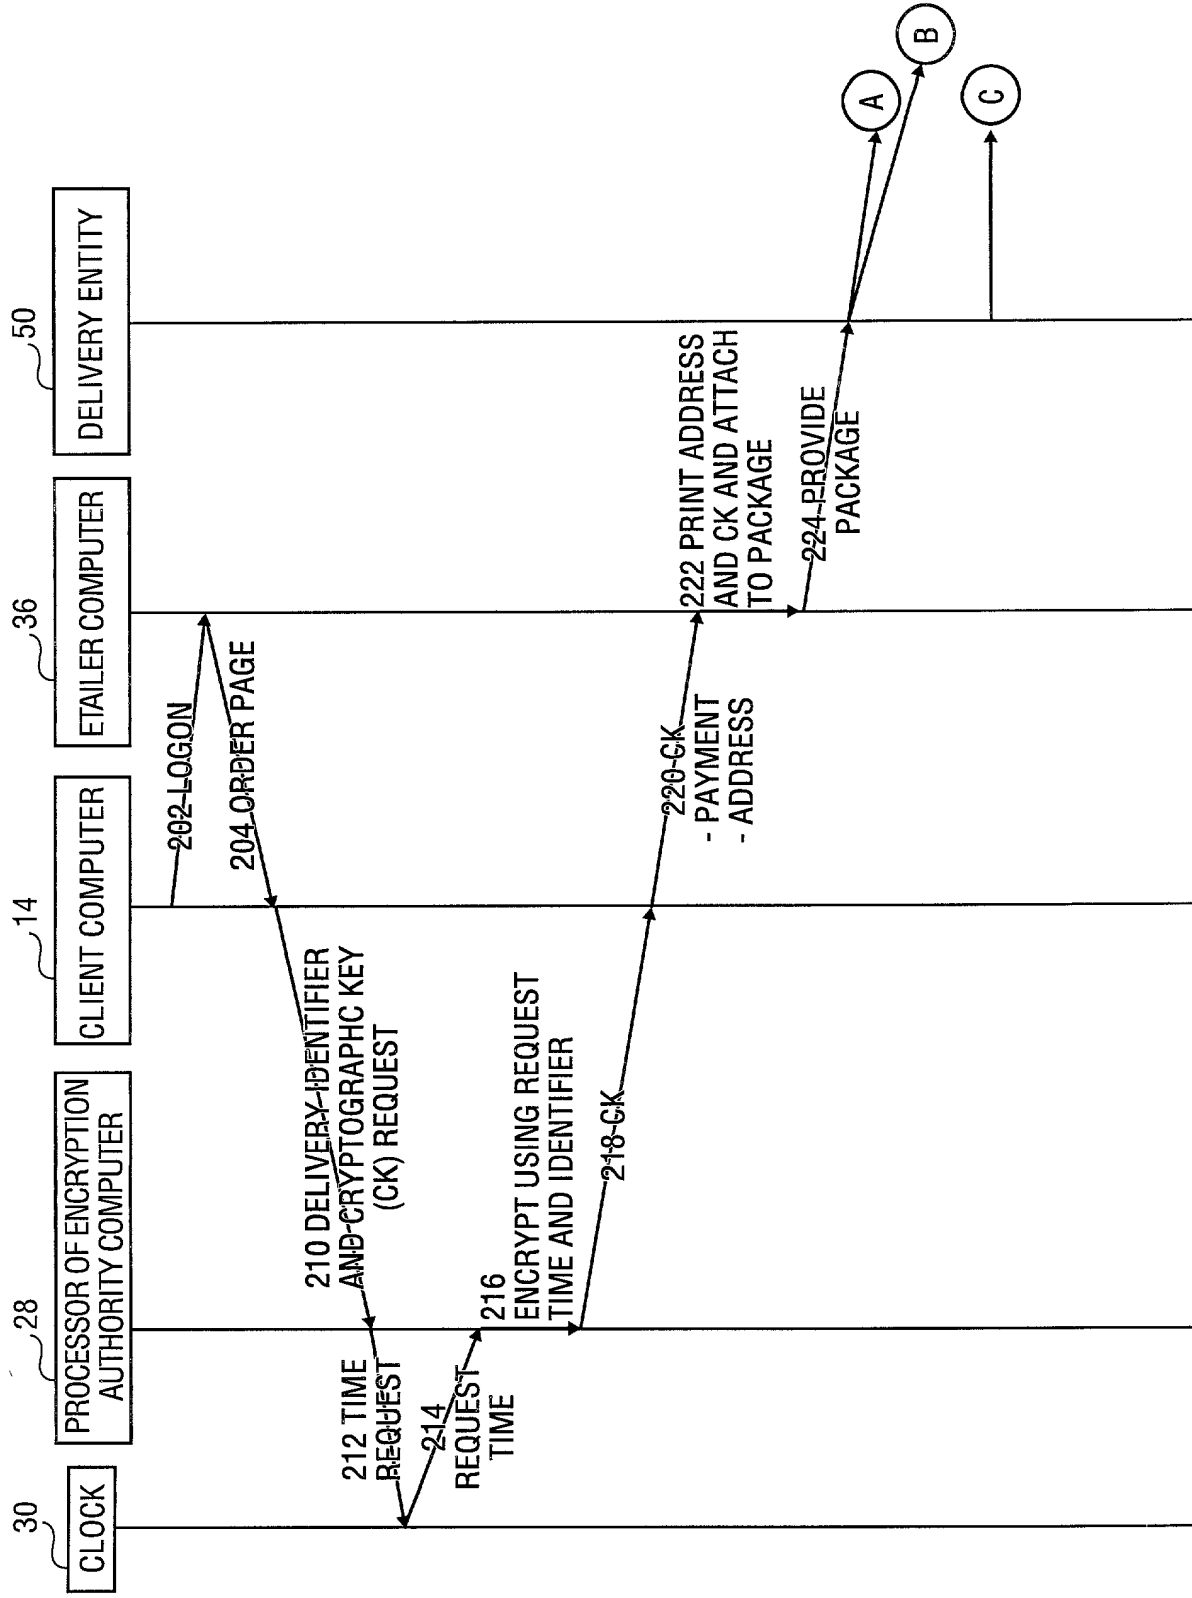 30
CLOCK
28
PROCESSOR OF ENCRYPTION
AUTHORITY COMPUTER
14
CLIENT COMPUTER
36
ETAILER COMPUTER
50
DELIVERY ENTITY
202 LOGON
204 ORDER PAGE
210 DELIVERY IDENTIFIER
AND CRYPTOGRAPHC KEY
(CK) REQUEST
212 TIME
REQUEST
214
REQUEST
TIME
216
ENCRYPT USING REQUEST
TIME AND IDENTIFIER
218 CK
220 CK
- PAYMENT
- ADDRESS
222 PRINT ADDRESS
AND CK AND ATTACH
TO PACKAGE
224 PROVIDE
PACKAGE
A
B
C